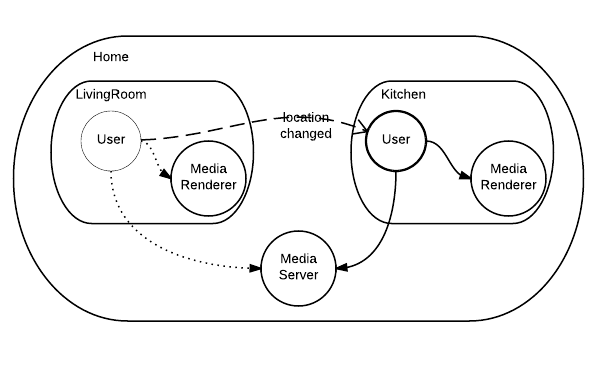 Home
LivingRoom
Kitchen
location
changed
User
User
Media
Renderer
Media
Renderer
Media
Server